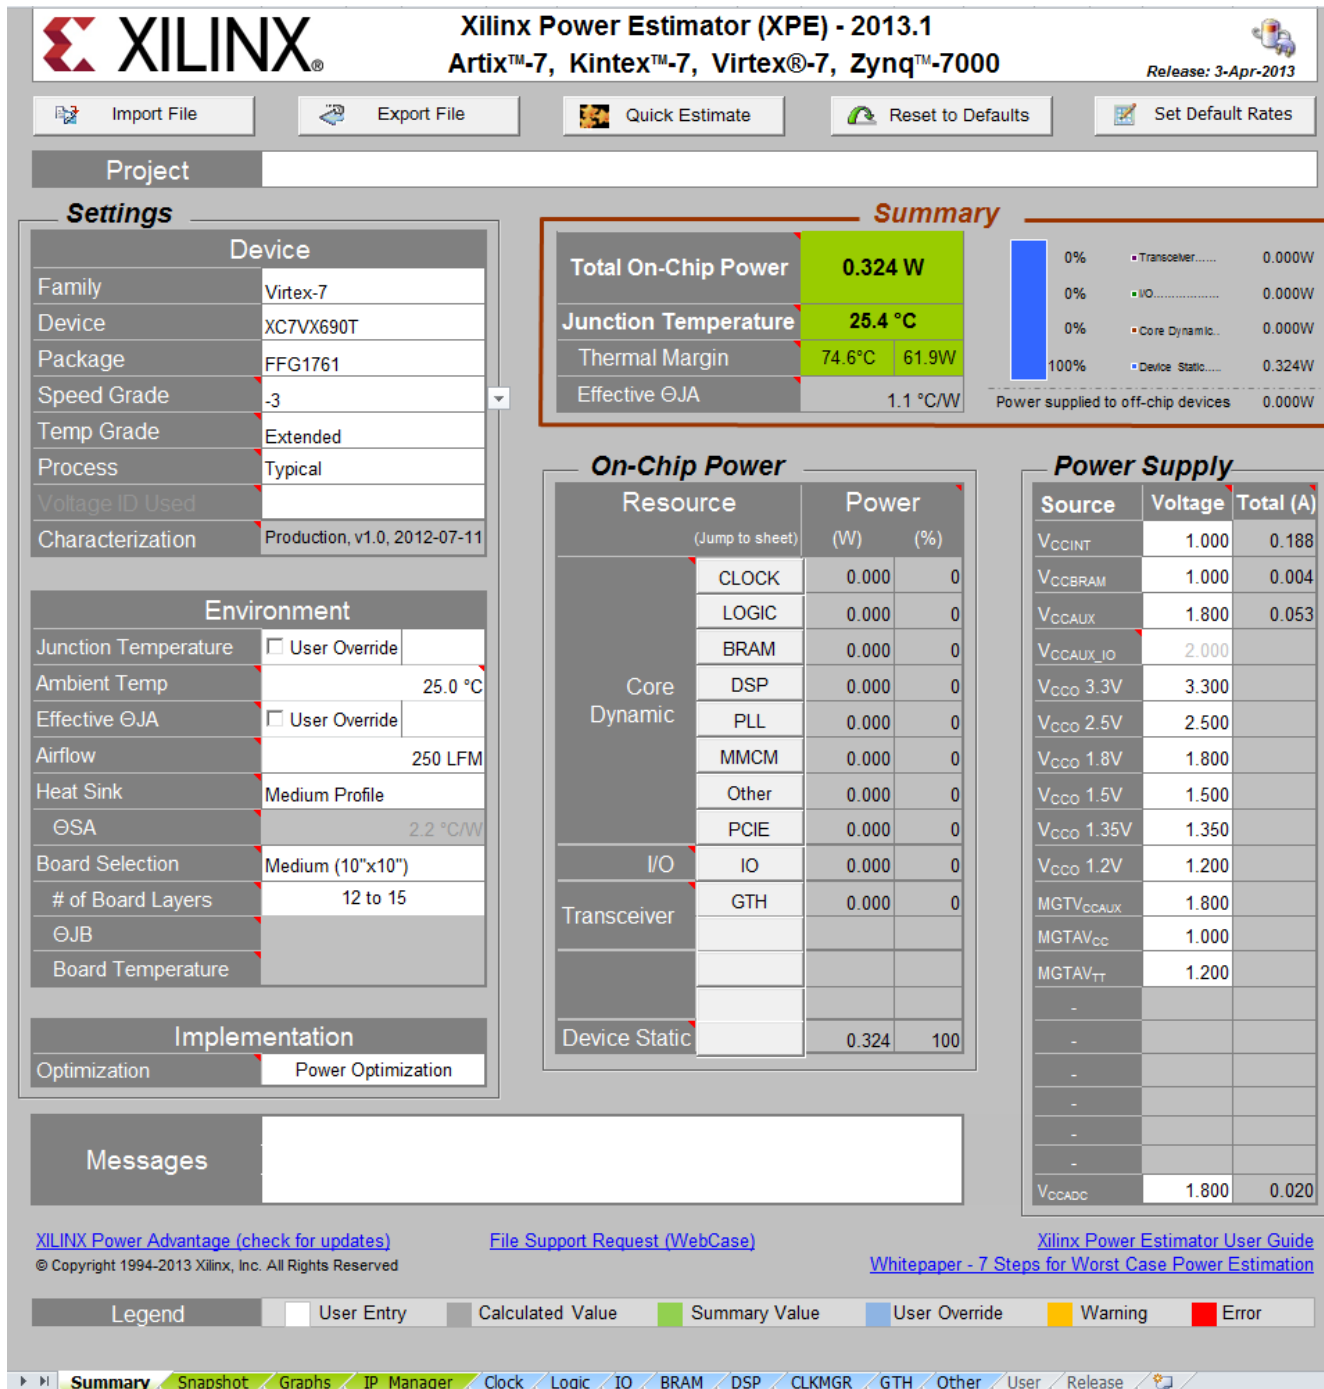 XILINX®
Xilinx Power Estimator (XPE) - 2013.1
Artix™-7, Kintex™-7, Virtex®-7, Zynq™-7000
Release: 3-Apr-2013
Import File
Export File
Quick Estimate
Reset to Defaults
Set Default Rates
Project
Settings
Device
Family Virtex-7
Device XC7VX690T
Package FFG1761
Speed Grade -3
Temp Grade Extended
Process Typical
Voltage ID Used
Characterization Production, v1.0, 2012-07-11
Environment
Junction Temperature User Override
Ambient Temp 25.0 °C
Effective ΘJA User Override
Airflow 250 LFM
Heat Sink Medium Profile
ΘSA 2.2 °C/W
Board Selection Medium (10"x10")
# of Board Layers 12 to 15
ΘJB
Board Temperature
Implementation
Optimization Power Optimization
Summary
Total On-Chip Power 0.324 W
Junction Temperature 25.4 °C
Thermal Margin 74.6°C 61.9W
Effective ΘJA 1.1 °C/W
0% Transceiver...... 0.000W
0% I/O.................. 0.000W
0% Core Dynamic.. 0.000W
100% Device Static..... 0.324W
Power supplied to off-chip devices 0.000W
On-Chip Power
Resource Power
(Jump to sheet) (W) (%)
Core Dynamic
CLOCK 0.000 0
LOGIC 0.000 0
BRAM 0.000 0
DSP 0.000 0
PLL 0.000 0
MMCM 0.000 0
Other 0.000 0
PCIE 0.000 0
I/O IO 0.000 0
Transceiver GTH 0.000 0
Device Static 0.324 100
Power Supply
Source Voltage Total (A)
VCCINT 1.000 0.188
VCCBRAM 1.000 0.004
VCCAUX 1.800 0.053
VCCAUX_IO 2.000
VCCO 3.3V 3.300
VCCO 2.5V 2.500
VCCO 1.8V 1.800
VCCO 1.5V 1.500
VCCO 1.35V 1.350
VCCO 1.2V 1.200
MGTVCCAUX 1.800
MGTAVCC 1.000
MGTAVTT 1.200
-
-
-
-
-
-
VCCADC 1.800 0.020
Messages
XILINX Power Advantage (check for updates)
File Support Request (WebCase)
Xilinx Power Estimator User Guide
© Copyright 1994-2013 Xilinx, Inc. All Rights Reserved
Whitepaper - 7 Steps for Worst Case Power Estimation
Legend User Entry Calculated Value Summary Value User Override Warning Error
Summary Snapshot Graphs IP_Manager Clock Logic IO BRAM DSP CLKMGR GTH Other User Release